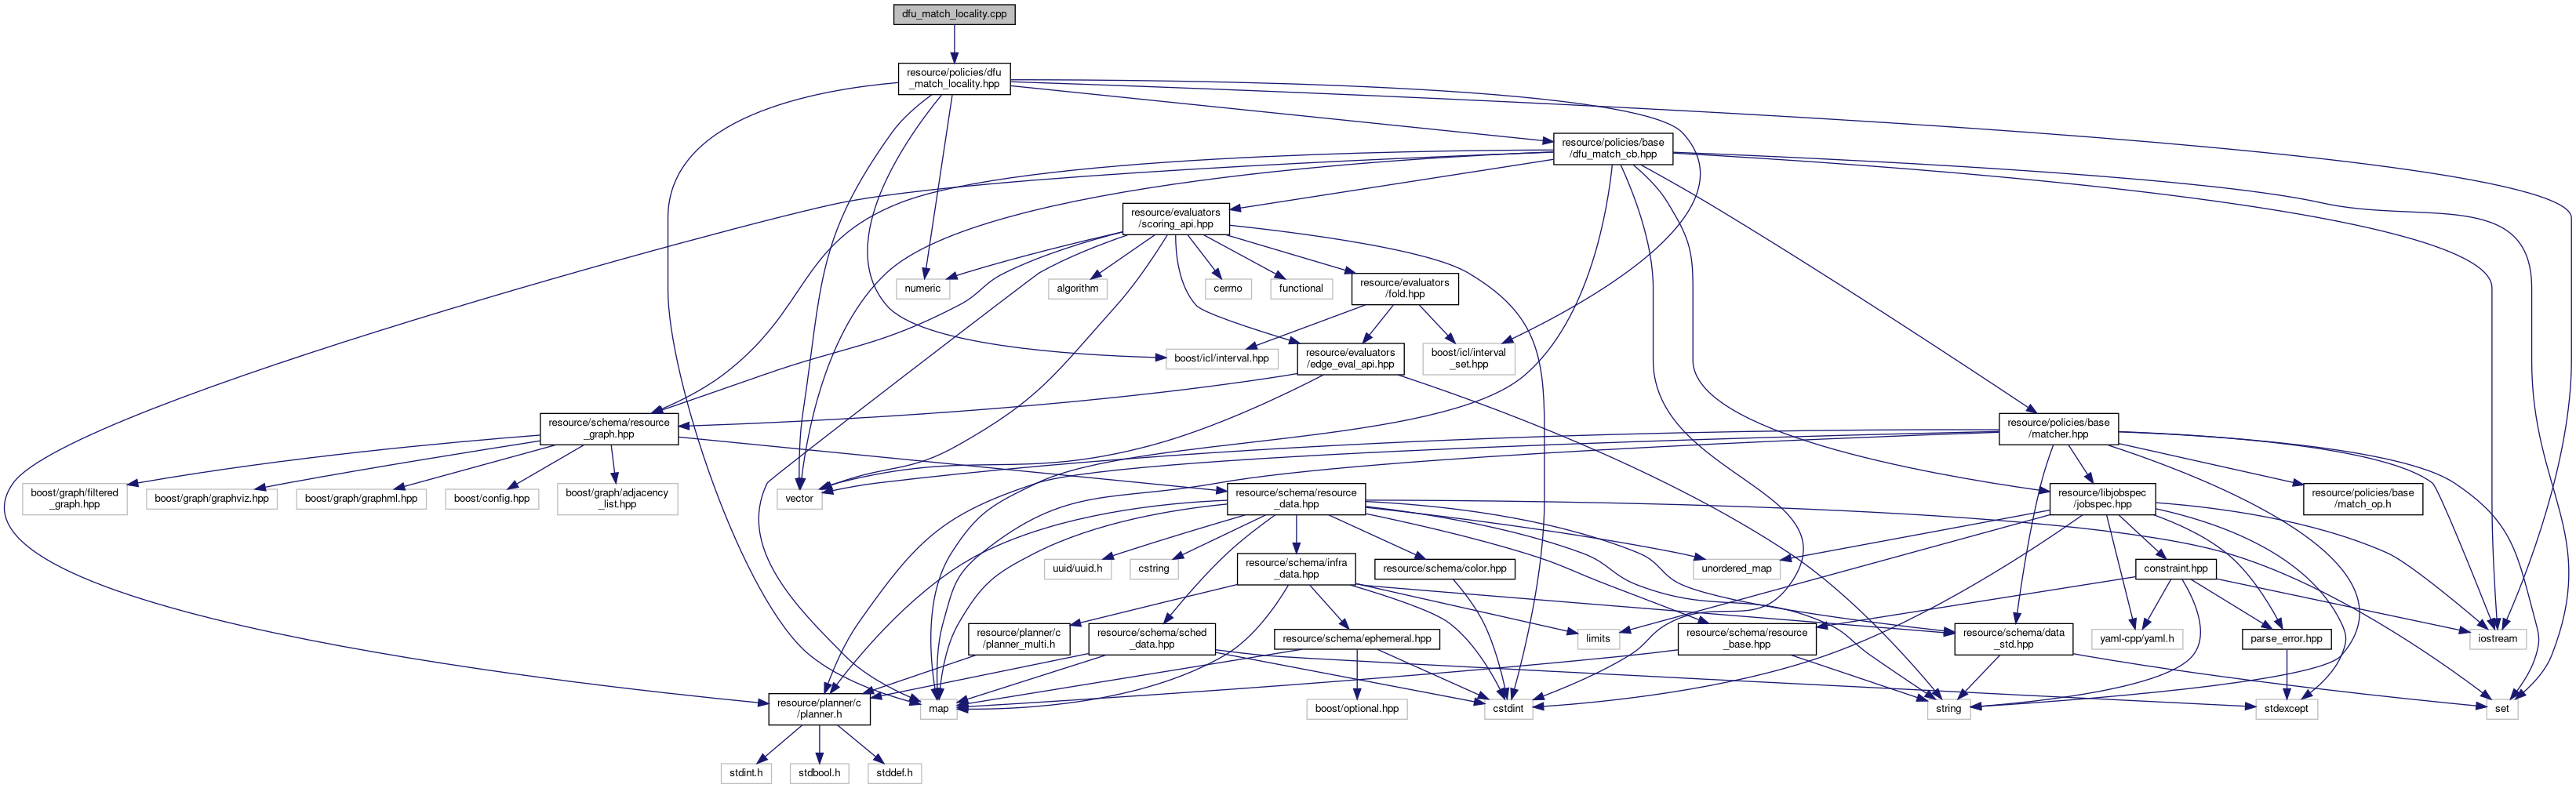 dfu_match_locality.cpp
resource/policies/dfu
_match_locality.hpp
resource/policies/base
/dfu_match_cb.hpp
resource/evaluators
/scoring_api.hpp
numeric
algorithm
cerrno
functional
resource/evaluators
/fold.hpp
boost/icl/interval.hpp
resource/evaluators
/edge_eval_api.hpp
boost/icl/interval
_set.hpp
resource/schema/resource
_graph.hpp
resource/policies/base
/matcher.hpp
boost/graph/filtered
_graph.hpp
boost/graph/graphviz.hpp
boost/graph/graphml.hpp
boost/config.hpp
boost/graph/adjacency
_list.hpp
vector
resource/schema/resource
_data.hpp
resource/libjobspec
/jobspec.hpp
resource/policies/base
/match_op.h
uuid/uuid.h
cstring
resource/schema/infra
_data.hpp
resource/schema/color.hpp
unordered_map
constraint.hpp
resource/planner/c
/planner_multi.h
resource/schema/sched
_data.hpp
resource/schema/ephemeral.hpp
limits
resource/schema/resource
_base.hpp
resource/schema/data
_std.hpp
yaml-cpp/yaml.h
parse_error.hpp
iostream
resource/planner/c
/planner.h
map
boost/optional.hpp
cstdint
string
stdexcept
set
stdint.h
stdbool.h
stddef.h